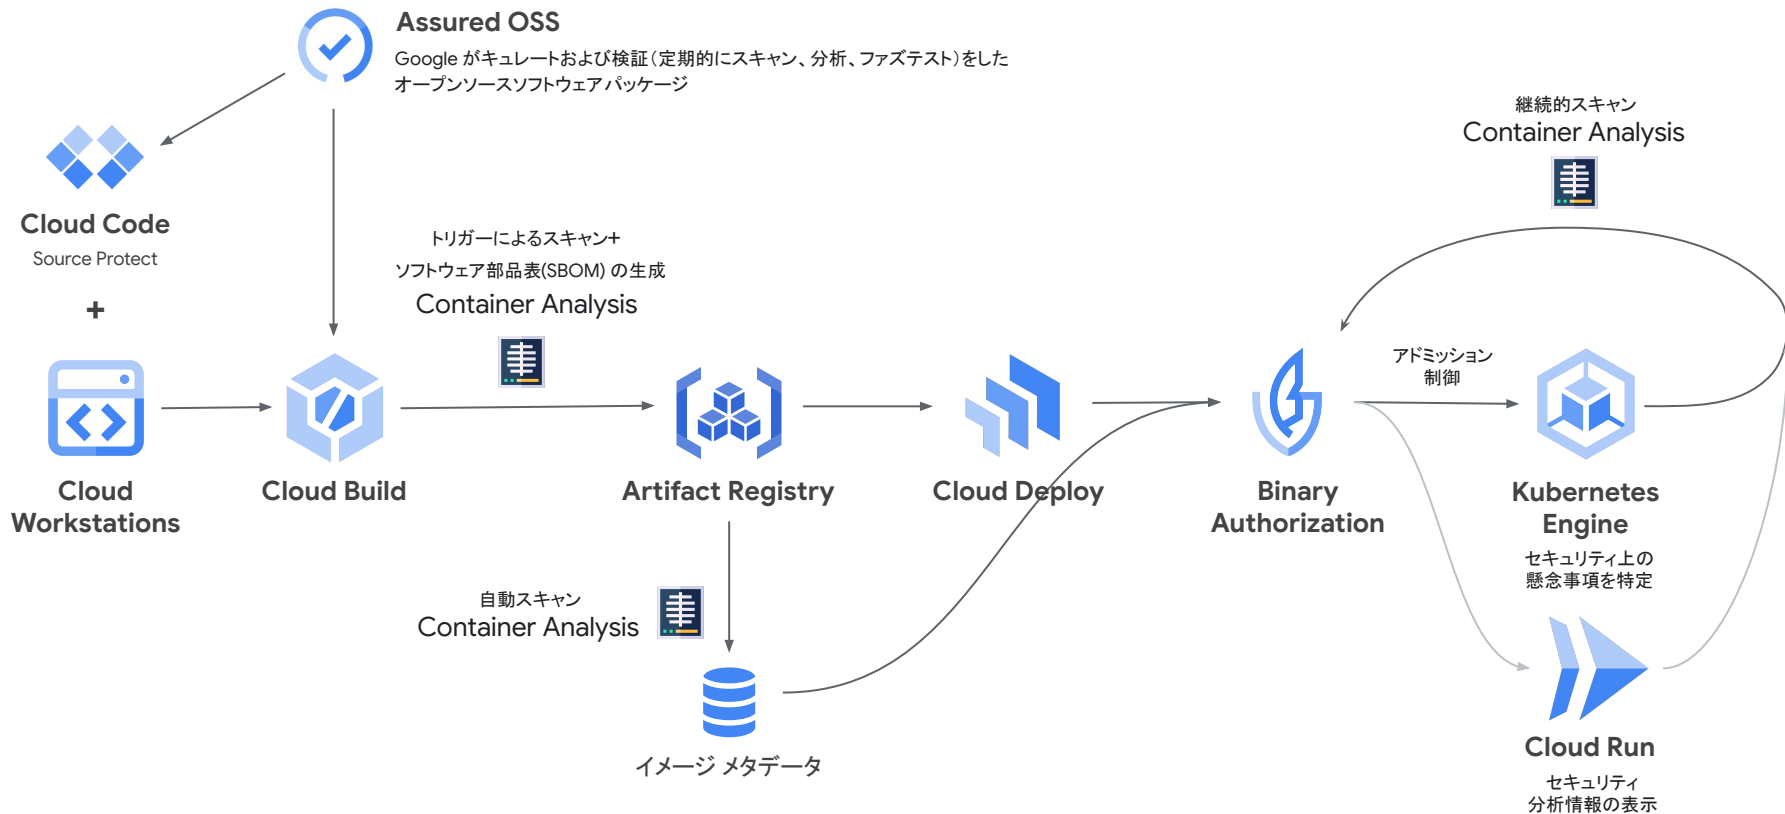 Assured OSS
Google がキュレートおよび検証（定期的にスキャン、分析、ファズテスト）をした
オープンソースソフトウェアパッケージ
Cloud Code
Source Protect
+
Cloud
Workstations
Cloud Build
トリガーによるスキャン+
ソフトウェア部品表(SBOM) の生成
Container Analysis
Artifact Registry
自動スキャン
Container Analysis
イメージ メタデータ
Cloud Deploy
Binary
Authorization
継続的スキャン
Container Analysis
アドミッション
制御
Kubernetes
Engine
セキュリティ上の
懸念事項を特定
Cloud Run
セキュリティ
分析情報の表示